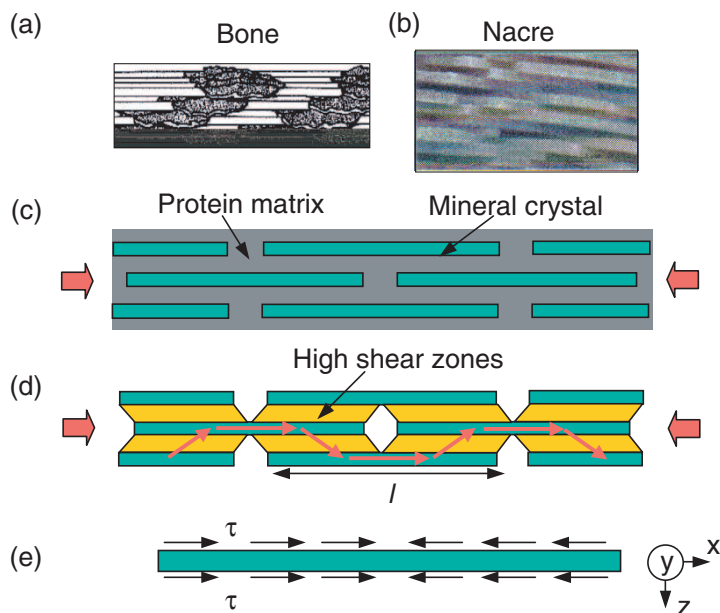 (a)
Bone
(b)
Nacre
(c)
Protein matrix
Mineral crystal
(d)
High shear zones
l
(e)
τ
τ
y
x
z